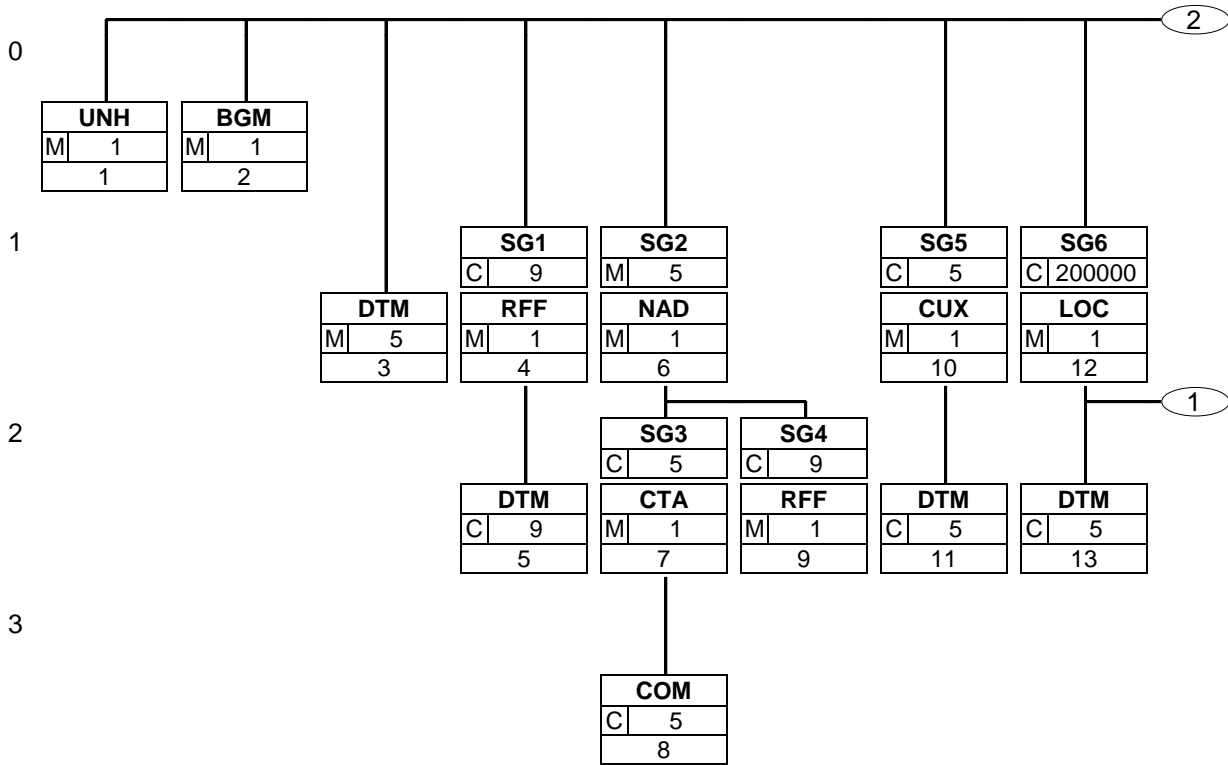 2
0
UNH
M 1
1
BGM
M 1
2
1
SG1
C 9
SG2
M 5
SG5
C 5
SG6
C 200000
DTM
M 5
3
RFF
M 1
4
NAD
M 1
6
CUX
M 1
10
LOC
M 1
12
1
2
SG3
C 5
SG4
C 9
DTM
C 9
5
CTA
M 1
7
RFF
M 1
9
DTM
C 5
11
DTM
C 5
13
3
COM
C 5
8